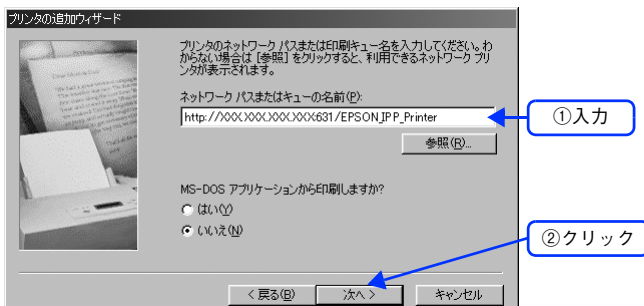 プリンタの追加ウィザード
プリンタのネットワーク パスまたは印刷キュー名を入力してください。わ
からない場合は [参照] をクリックすると、利用できるネットワーク プリ
ンタが表示されます。
ネットワーク パスまたはキューの名前(P):
http://XXX.XXX.XXX.XXX:631/EPSON_IPP_Printer
①入力
参照(R)...
MS-DOS アプリケーションから印刷しますか?
はい(Y)
いいえ(N)
②クリック
< 戻る(B)
次へ >
キャンセル